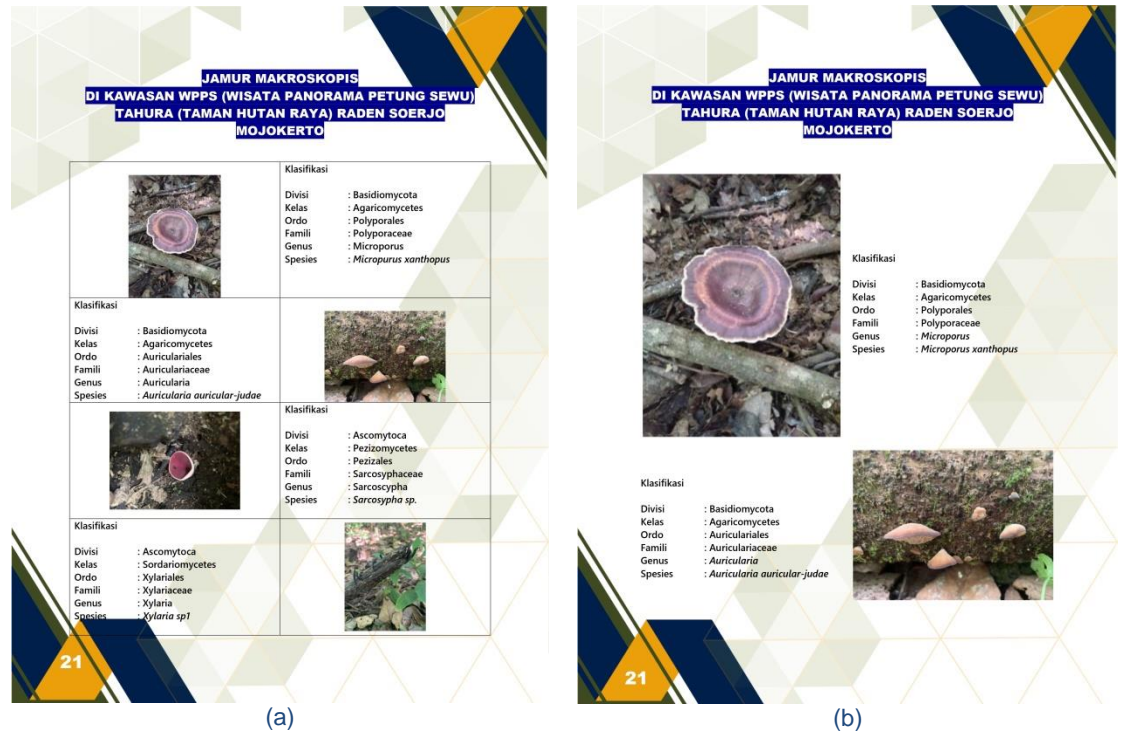 JAMUR MAKROSKOPIS
DI KAWASAN WPPS (WISATA PANORAMA PETUNG SEWU)
TAHURA (TAMAN HUTAN RAYA) RADEN SOERJO
MOJOKERTO
Klasifikasi
Divisi : Basidiomycota
Kelas : Agaricomycetes
Ordo : Polyporales
Famili : Polyporaceae
Genus : Microporus
Spesies : Micropurus xanthopus
Klasifikasi
Divisi : Basidiomycota
Kelas : Agaricomycetes
Ordo : Auriculariales
Famili : Auriculariaceae
Genus : Auricularia
Spesies : Auricularia auricular-judae
Klasifikasi
Divisi : Ascomytoca
Kelas : Pezizomycetes
Ordo : Pezizales
Famili : Sarcosyphaceae
Genus : Sarcoscypha
Spesies : Sarcosypha sp.
Klasifikasi
Divisi : Ascomytoca
Kelas : Sordariomycetes
Ordo : Xylariales
Famili : Xylariaceae
Genus : Xylaria
Spesies : Xylaria sp1
21
(a)
JAMUR MAKROSKOPIS
DI KAWASAN WPPS (WISATA PANORAMA PETUNG SEWU)
TAHURA (TAMAN HUTAN RAYA) RADEN SOERJO
MOJOKERTO
Klasifikasi
Divisi : Basidiomycota
Kelas : Agaricomycetes
Ordo : Polyporales
Famili : Polyporaceae
Genus : Microporus
Spesies : Microporus xanthopus
Klasifikasi
Divisi : Basidiomycota
Kelas : Agaricomycetes
Ordo : Auriculariales
Famili : Auriculariaceae
Genus : Auricularia
Spesies : Auricularia auricular-judae
21
(b)